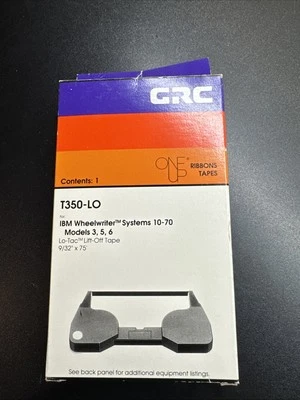 GRC
ONE UP
RIBBONS
TAPES
Contents: 1
T350-LO
for
IBM Wheelwriter™ Systems 10-70
Models 3, 5, 6
Lo-Tac™ Lift-Off Tape
9/32" x 75'
See back panel for additional equipment listings.